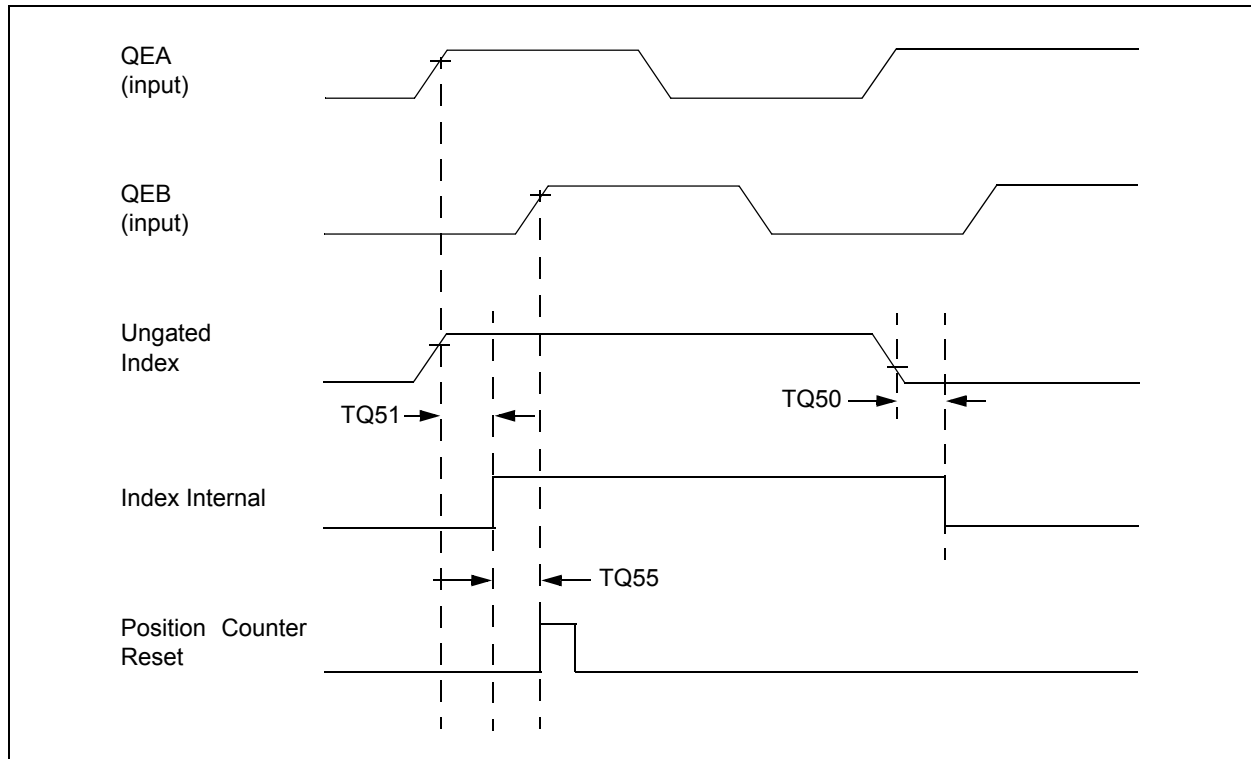 QEA
(input)
QEB
(input)
Ungated
Index
TQ51
TQ50
Index Internal
TQ55
Position Counter
Reset